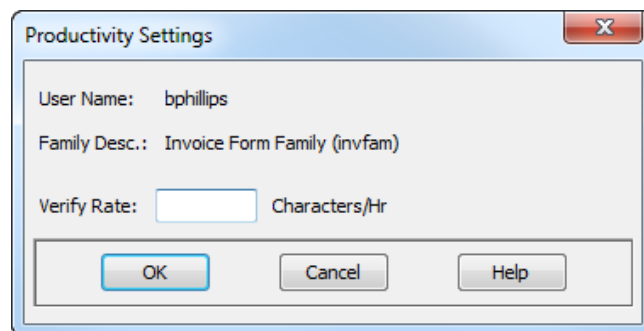 Productivity Settings
User Name: bphillips
Family Desc.: Invoice Form Family (invfam)
Verify Rate: Characters/Hr
OK Cancel Help